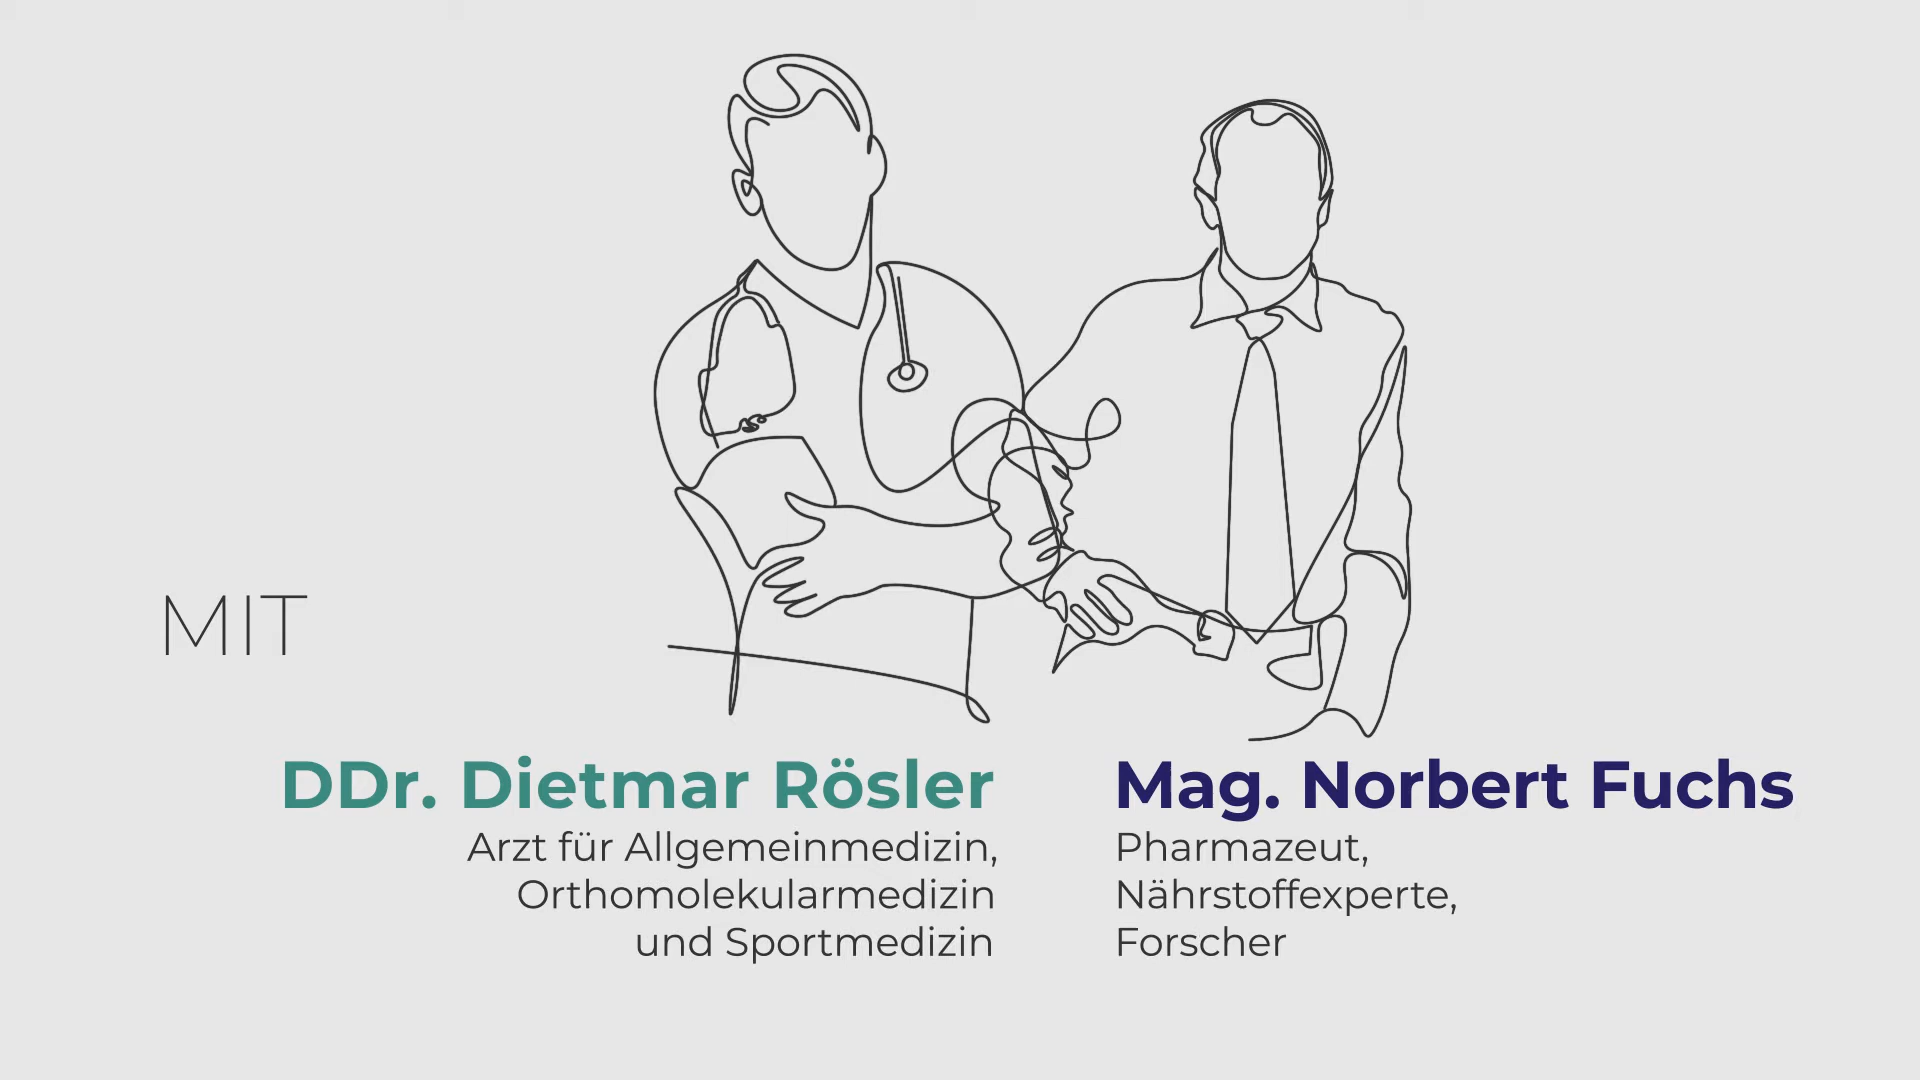 MIT
DDr. Dietmar Rösler
Arzt für Allgemeinmedizin,
Orthomolekularmedizin
und Sportmedizin
Mag. Norbert Fuchs
Pharmazeut,
Nährstoffexperte,
Forscher